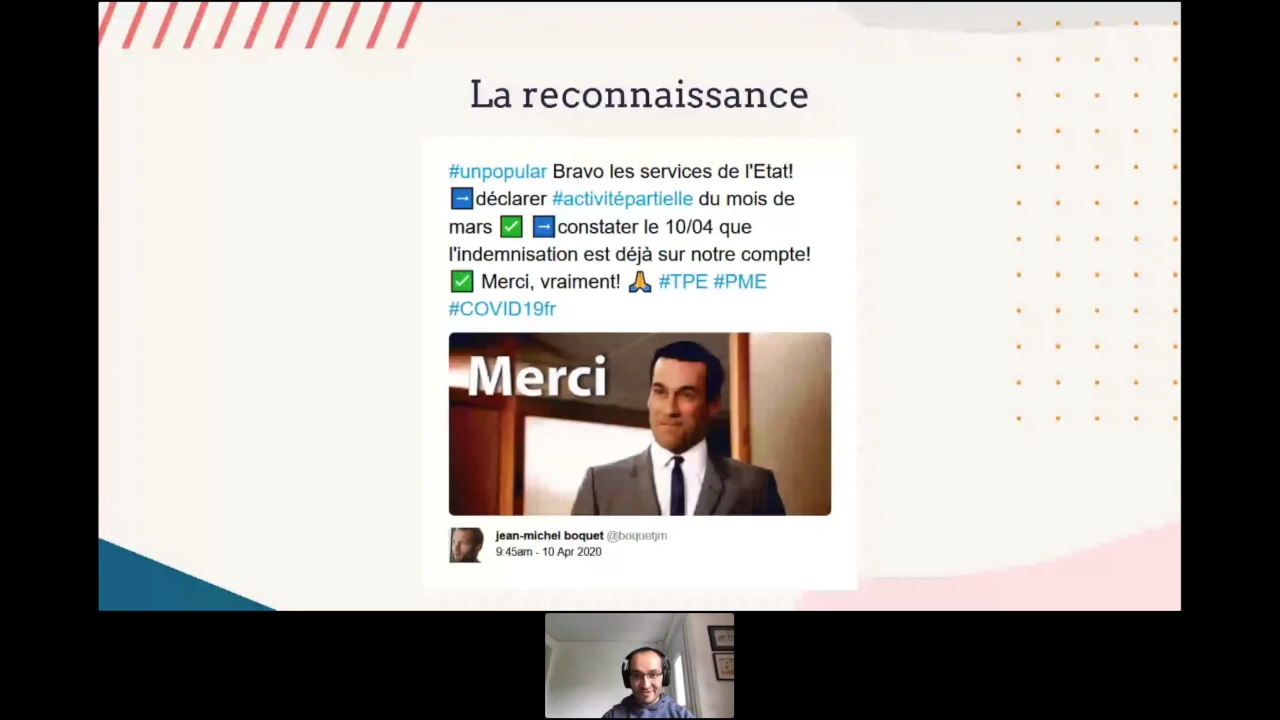 La reconnaissance
#unpopular Bravo les services de l'Etat!
➡️déclarer #activitépartielle du mois de
mars ✅ ➡️constater le 10/04 que
l'indemnisation est déjà sur notre compte!
✅ Merci, vraiment! 🙏 #TPE #PME
#COVID19fr
Merci
jean-michel boquet @boquetjm
9:45am - 10 Apr 2020